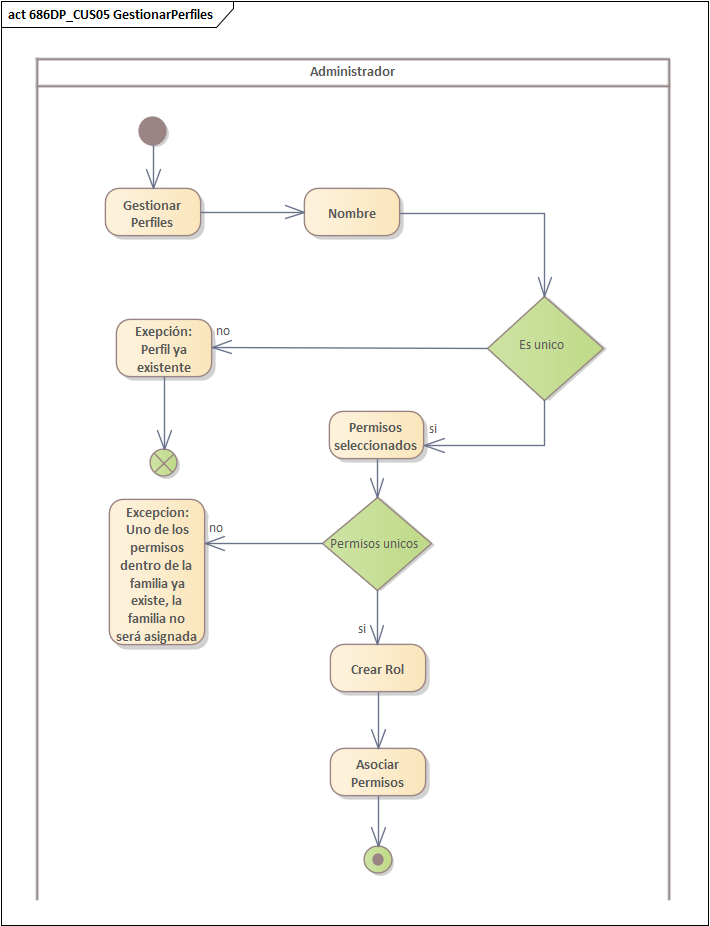 act 686DP_CUS05 GestionarPerfiles
Administrador
Gestionar
Perfiles
Nombre
Es unico
no
Exepción:
Perfil ya
existente
si
Permisos
seleccionados
Permisos unicos
no
Excepcion:
Uno de los
permisos
dentro de la
familia ya
existe, la
familia no
será asignada
si
Crear Rol
Asociar
Permisos